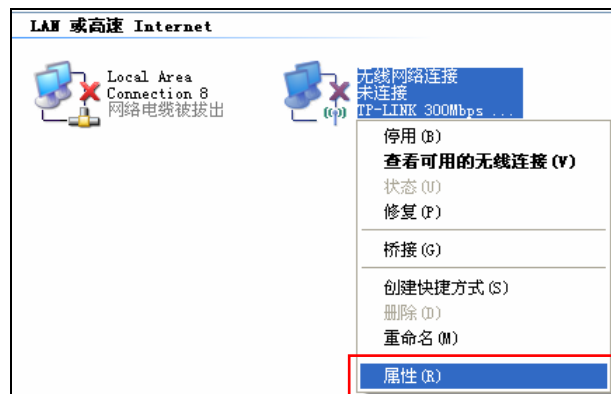 LAN 或高速 Internet
Local Area
Connection 8
网络电缆被拔出
无线网络连接
未连接
TP-LINK 300Mbps ...
停用(B)
查看可用的无线连接(V)
状态(U)
修复(P)
桥接(G)
创建快捷方式(S)
删除(D)
重命名(M)
属性(R)